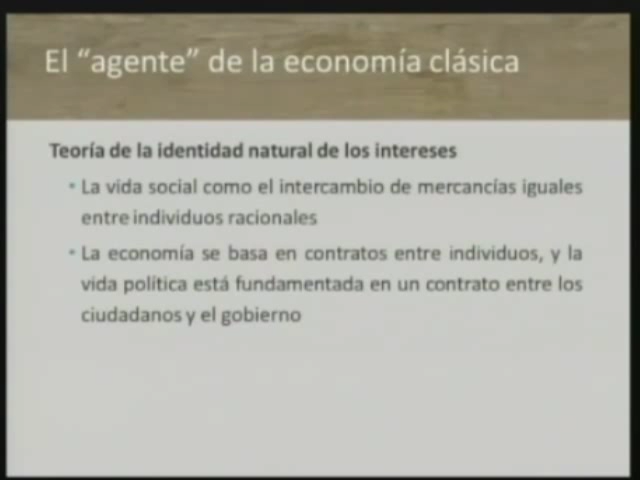 El “agente” de la economía clásica
Teoría de la identidad natural de los intereses
• La vida social como el intercambio de mercancías iguales
entre individuos racionales
• La economía se basa en contratos entre individuos, y la
vida política está fundamentada en un contrato entre los
ciudadanos y el gobierno